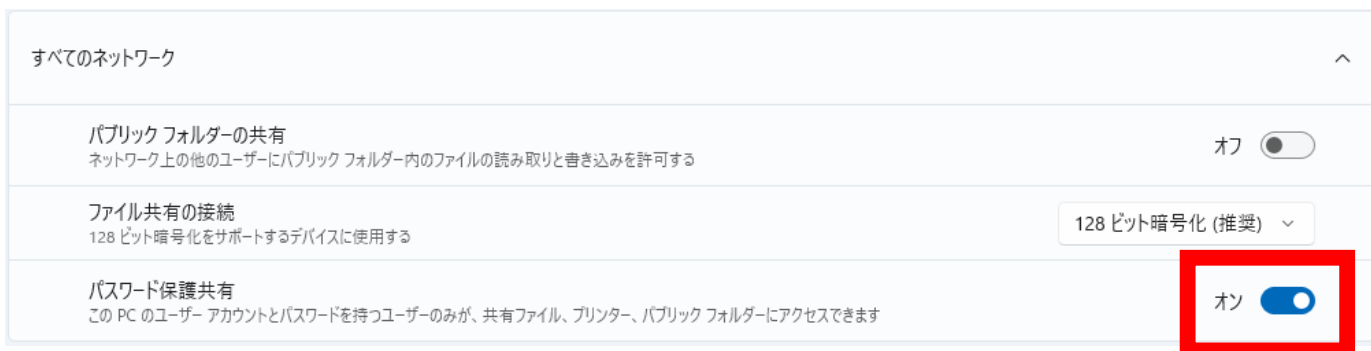 すべてのネットワーク
パブリック フォルダーの共有
ネットワーク上の他のユーザーにパブリック フォルダー内のファイルの読み取りと書き込みを許可する
オフ
ファイル共有の接続
128 ビット暗号化をサポートするデバイスに使用する
128 ビット暗号化 (推奨)
パスワード保護共有
この PC のユーザー アカウントとパスワードを持つユーザーのみが、共有ファイル、プリンター、パブリック フォルダーにアクセスできます
オン